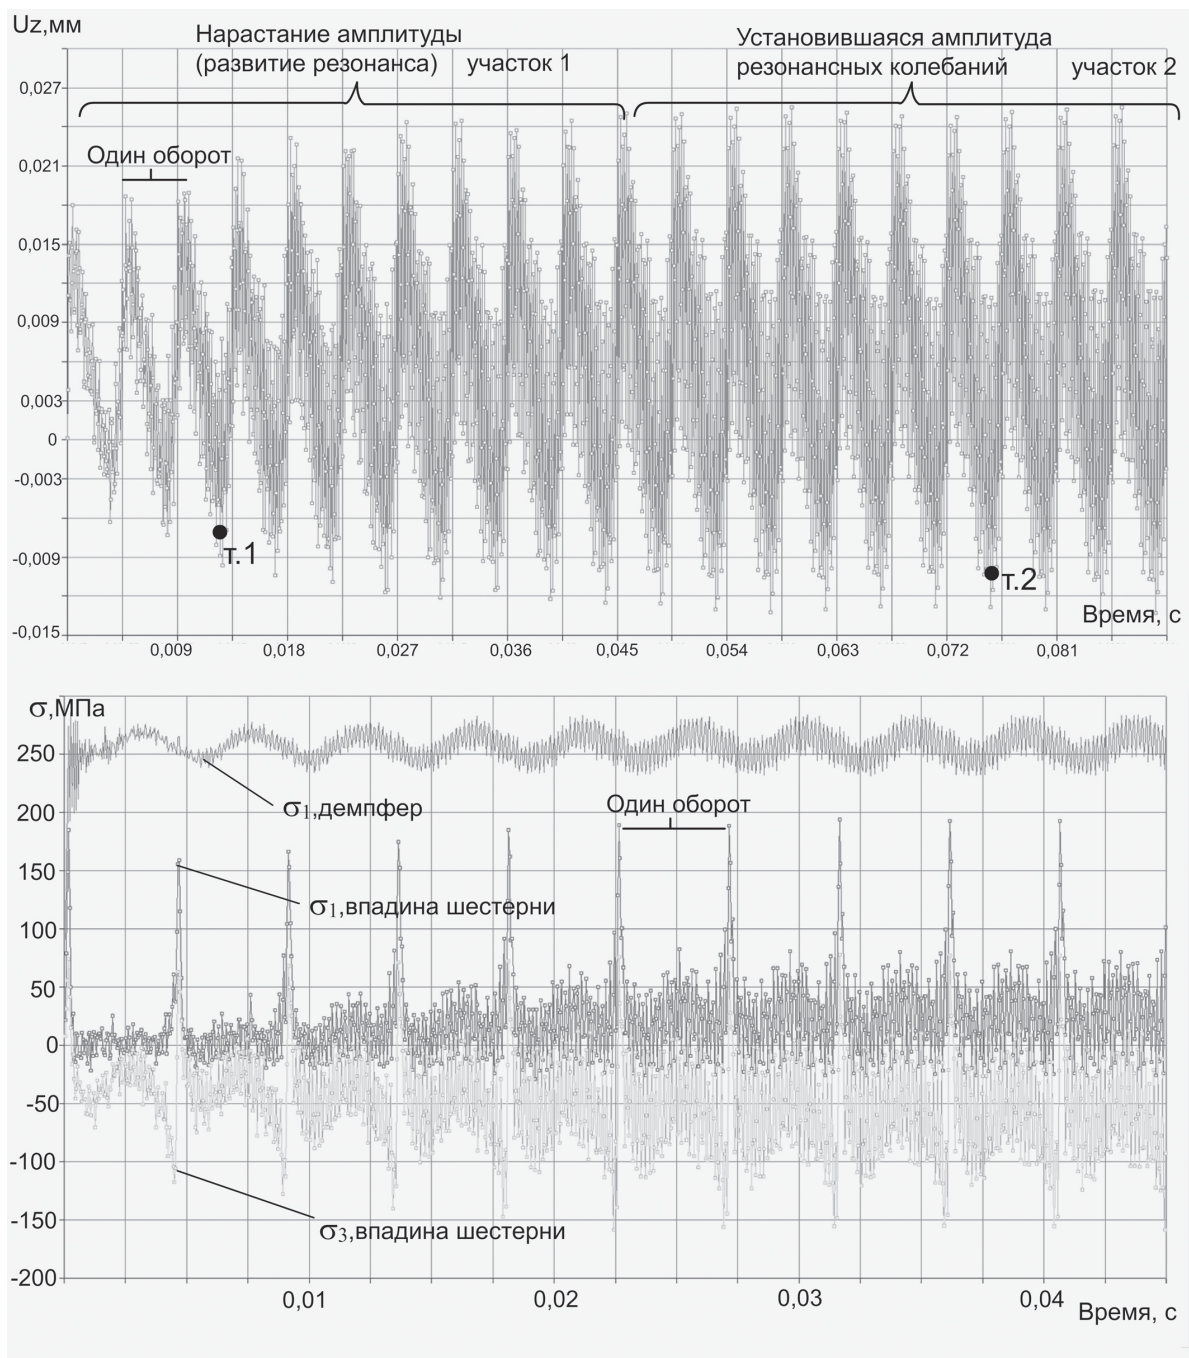 Uz,мм
Нарастание амплитуды
(развитие резонанса) участок 1
Установившаяся амплитуда
резонансных колебаний участок 2
0,027
Один оборот
0,021
0,015
0,009
0,003
0
-0,003
т.1
-0,009
т.2
Время, с
-0,015
0,009 0,018 0,027 0,036 0,045 0,054 0,063 0,072 0,081
σ,МПа
250
σ1,демпфер
Один оборот
200
150
σ1,впадина шестерни
100
50
0
-50
-100
-150
σ3,впадина шестерни
-200
0,01 0,02 0,03 0,04
Время, с